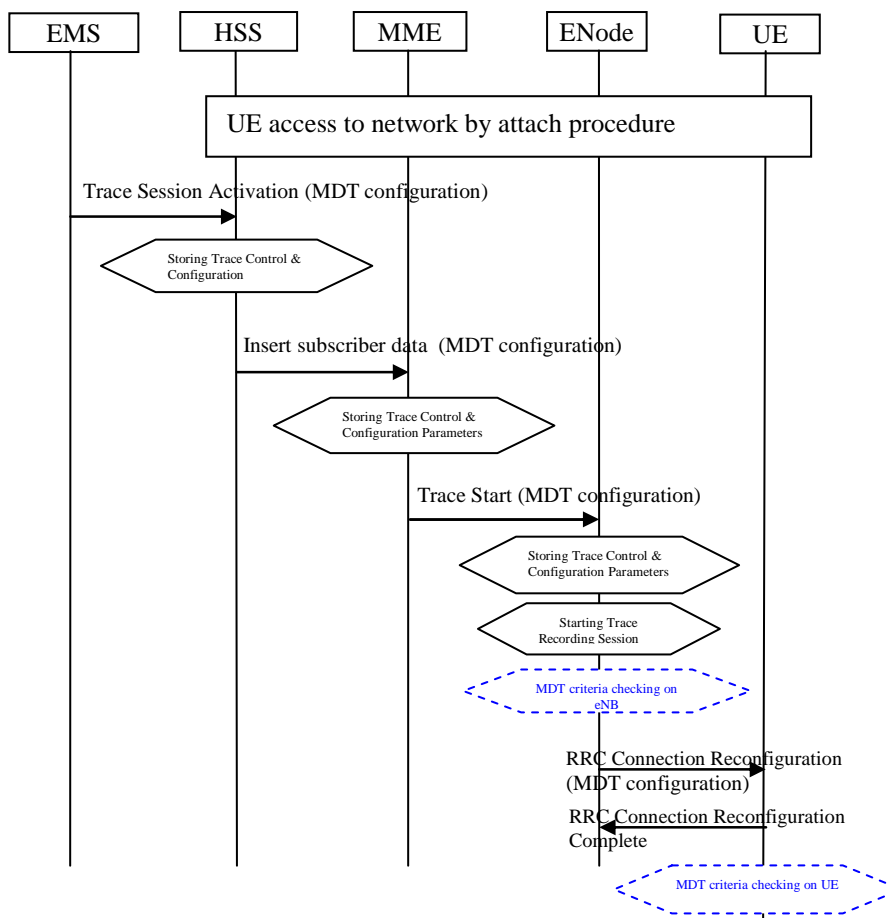 EMS HSS MME ENode UE
UE access to network by attach procedure
Trace Session Activation (MDT configuration)
Storing Trace Control &
Configuration
Insert subscriber data (MDT configuration)
Storing Trace Control &
Configuration Parameters
Trace Start (MDT configuration)
Storing Trace Control &
Configuration Parameters
Starting Trace
Recording Session
MDT criteria checking on
eNB
RRC Connection Reconfiguration
(MDT configuration)
RRC Connection Reconfiguration
Complete
MDT criteria checking on UE